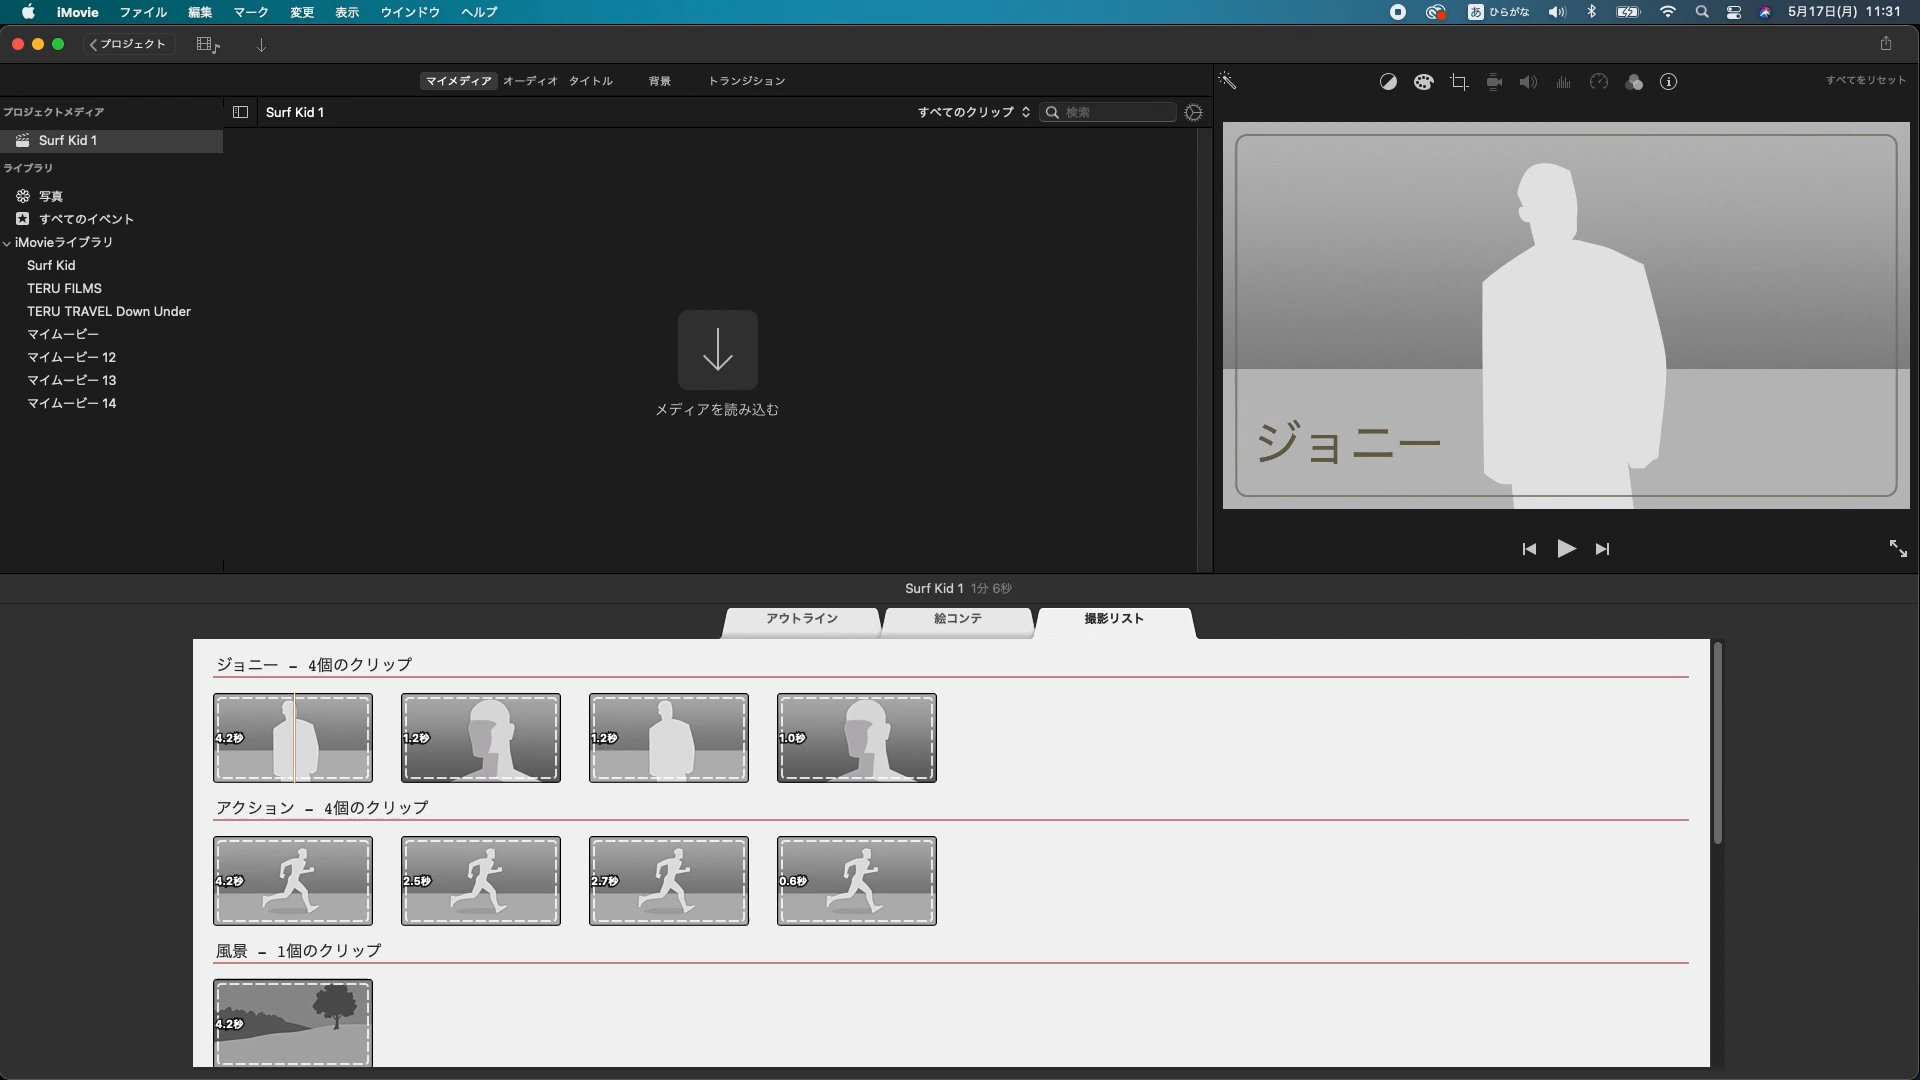 iMovie ファイル 編集 マーク 変更 表示 ウインドウ ヘルプ あ ひらがな 5月17日(月) 11:31
プロジェクト
マイメディア オーディオ タイトル 背景 トランジション すべてをリセット
プロジェクトメディア Surf Kid 1 すべてのクリップ 検索
Surf Kid 1
ライブラリ
写真
すべてのイベント
iMovieライブラリ
Surf Kid
TERU FILMS
TERU TRAVEL Down Under
マイムービー
マイムービー 12
マイムービー 13
マイムービー 14
メディアを読み込む
ジョニー
Surf Kid 1 1分 6秒
アウトライン 絵コンテ 撮影リスト
ジョニー – 4個のクリップ
4.2秒 1.2秒 1.2秒 1.0秒
アクション – 4個のクリップ
4.2秒 2.5秒 2.7秒 0.6秒
風景 – 1個のクリップ
4.2秒